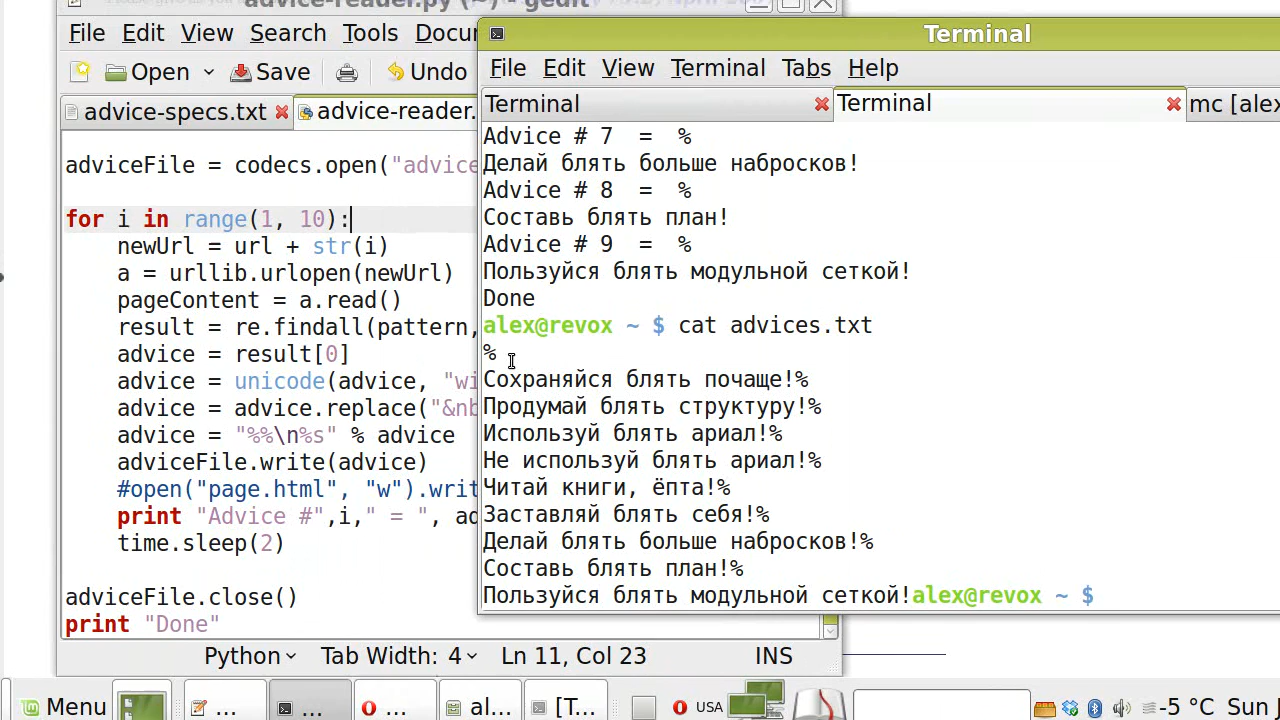 advice-reader.py (~) - gedit
File Edit View Search Tools Docu
Open Save Undo
advice-specs.txt advice-reader.
adviceFile = codecs.open("advice
for i in range(1, 10):
newUrl = url + str(i)
a = urllib.urlopen(newUrl)
pageContent = a.read()
result = re.findall(pattern,
advice = result[0]
advice = unicode(advice, "wi
advice = advice.replace("&nb
advice = "%%\n%s" % advice
adviceFile.write(advice)
#open("page.html", "w").writ
print "Advice #",i," = ", ad
time.sleep(2)
adviceFile.close()
print "Done"
Python Tab Width: 4 Ln 11, Col 23 INS
Terminal
File Edit View Terminal Tabs Help
Terminal Terminal mc [alex
Advice # 7 = %
Делай блять больше набросков!
Advice # 8 = %
Составь блять план!
Advice # 9 = %
Пользуйся блять модульной сеткой!
Done
alex@revox ~ $ cat advices.txt
%
Сохраняйся блять почаще!%
Продумай блять структуру!%
Используй блять ариал!%
Не используй блять ариал!%
Читай книги, ёпта!%
Заставляй блять себя!%
Делай блять больше набросков!%
Составь блять план!%
Пользуйся блять модульной сеткой!alex@revox ~ $
Menu ... ... ... al... [T... USA -5 °C Sun